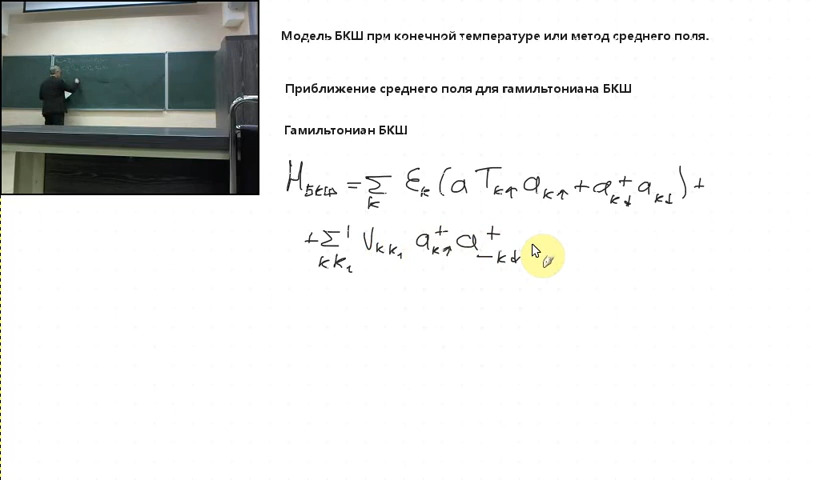 Модель БКШ при конечной температуре или метод среднего поля.
Приближение среднего поля для гамильтониана БКШ
Гамильтониан БКШ
H_БКШ = Σ_k ε_k (a T_k↑ a_k↑ + a⁺_k↓ a_k↓) +
+ Σ'_kk₁ V_kk₁ a⁺_k↑ a⁺_-k↓